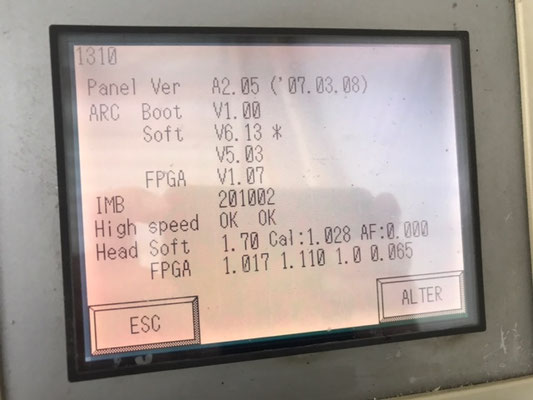 1310
Panel Ver A2.05 ('07.03.08)
ARC Boot V1.00
Soft V6.13 *
V5.03
FPGA V1.07
IMB 201002
High speed OK OK
Head Soft 1.70 Cal:1.028 AF:0.000
FPGA 1.017 1.110 1.0 0.065
ESC
ALTER